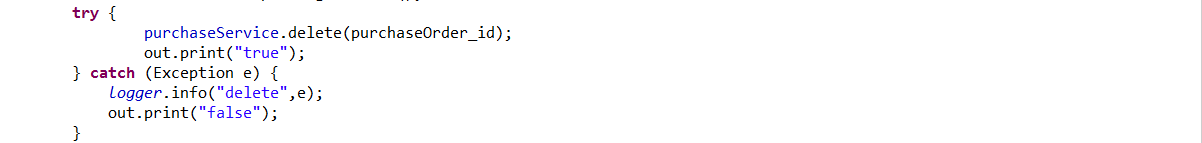 try {
purchaseService.delete(purchaseOrder_id);
out.print("true");
} catch (Exception e) {
logger.info("delete",e);
out.print("false");
}